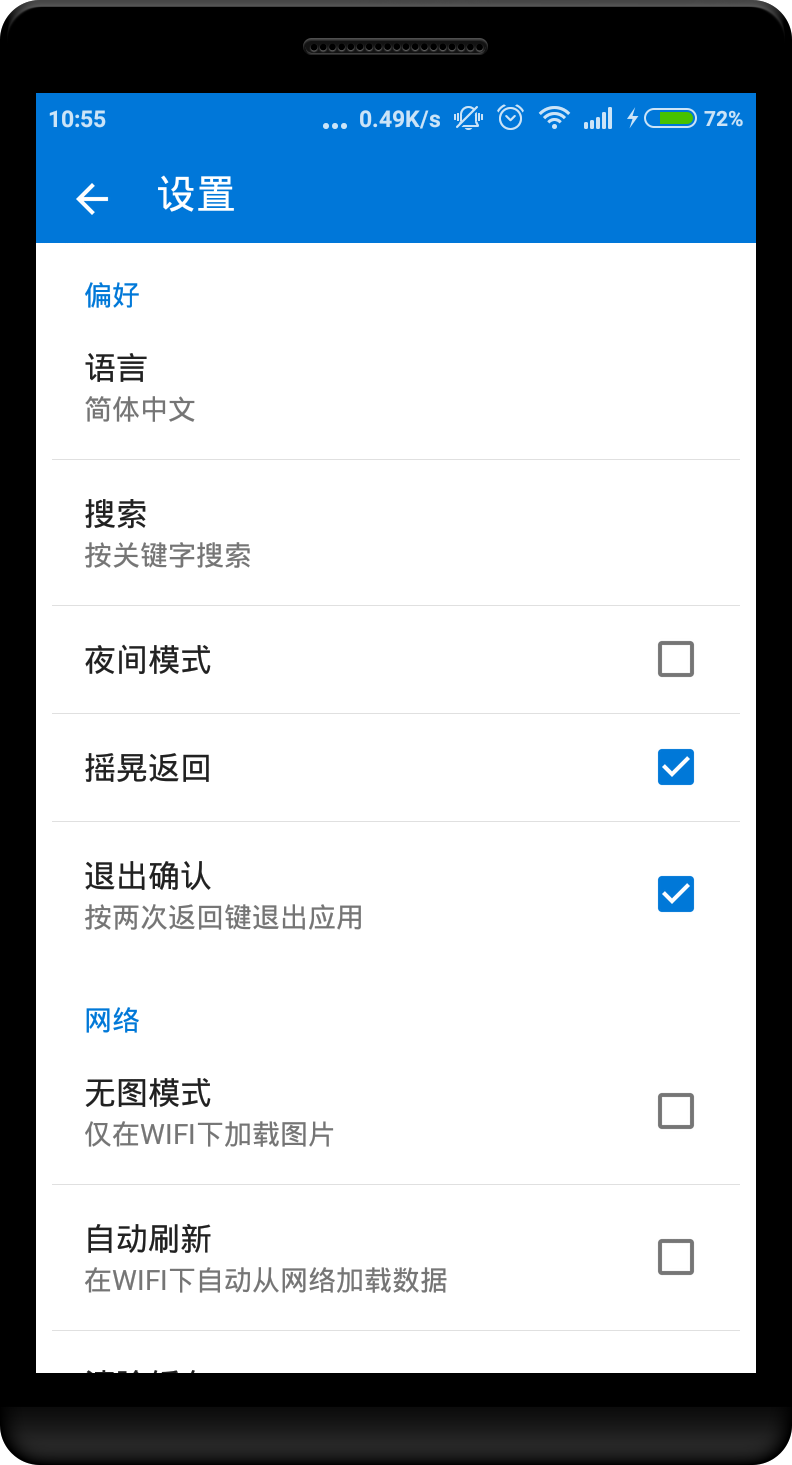 10:55 ... 0.49K/s 72%
设置
偏好
语言
简体中文
搜索
按关键字搜索
夜间模式
摇晃返回
退出确认
按两次返回键退出应用
网络
无图模式
仅在WIFI下加载图片
自动刷新
在WIFI下自动从网络加载数据